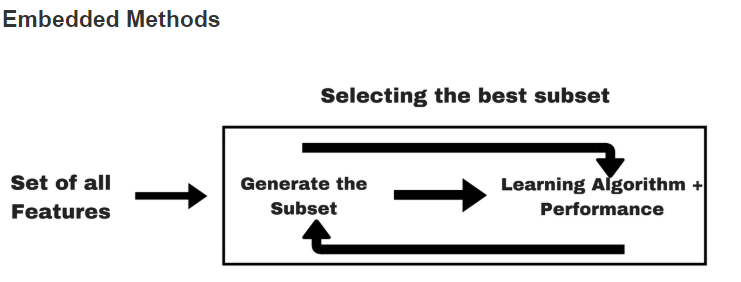 Embedded Methods
Selecting the best subset
Set of all
Features
Generate the
Subset
Learning Algorithm +
Performance